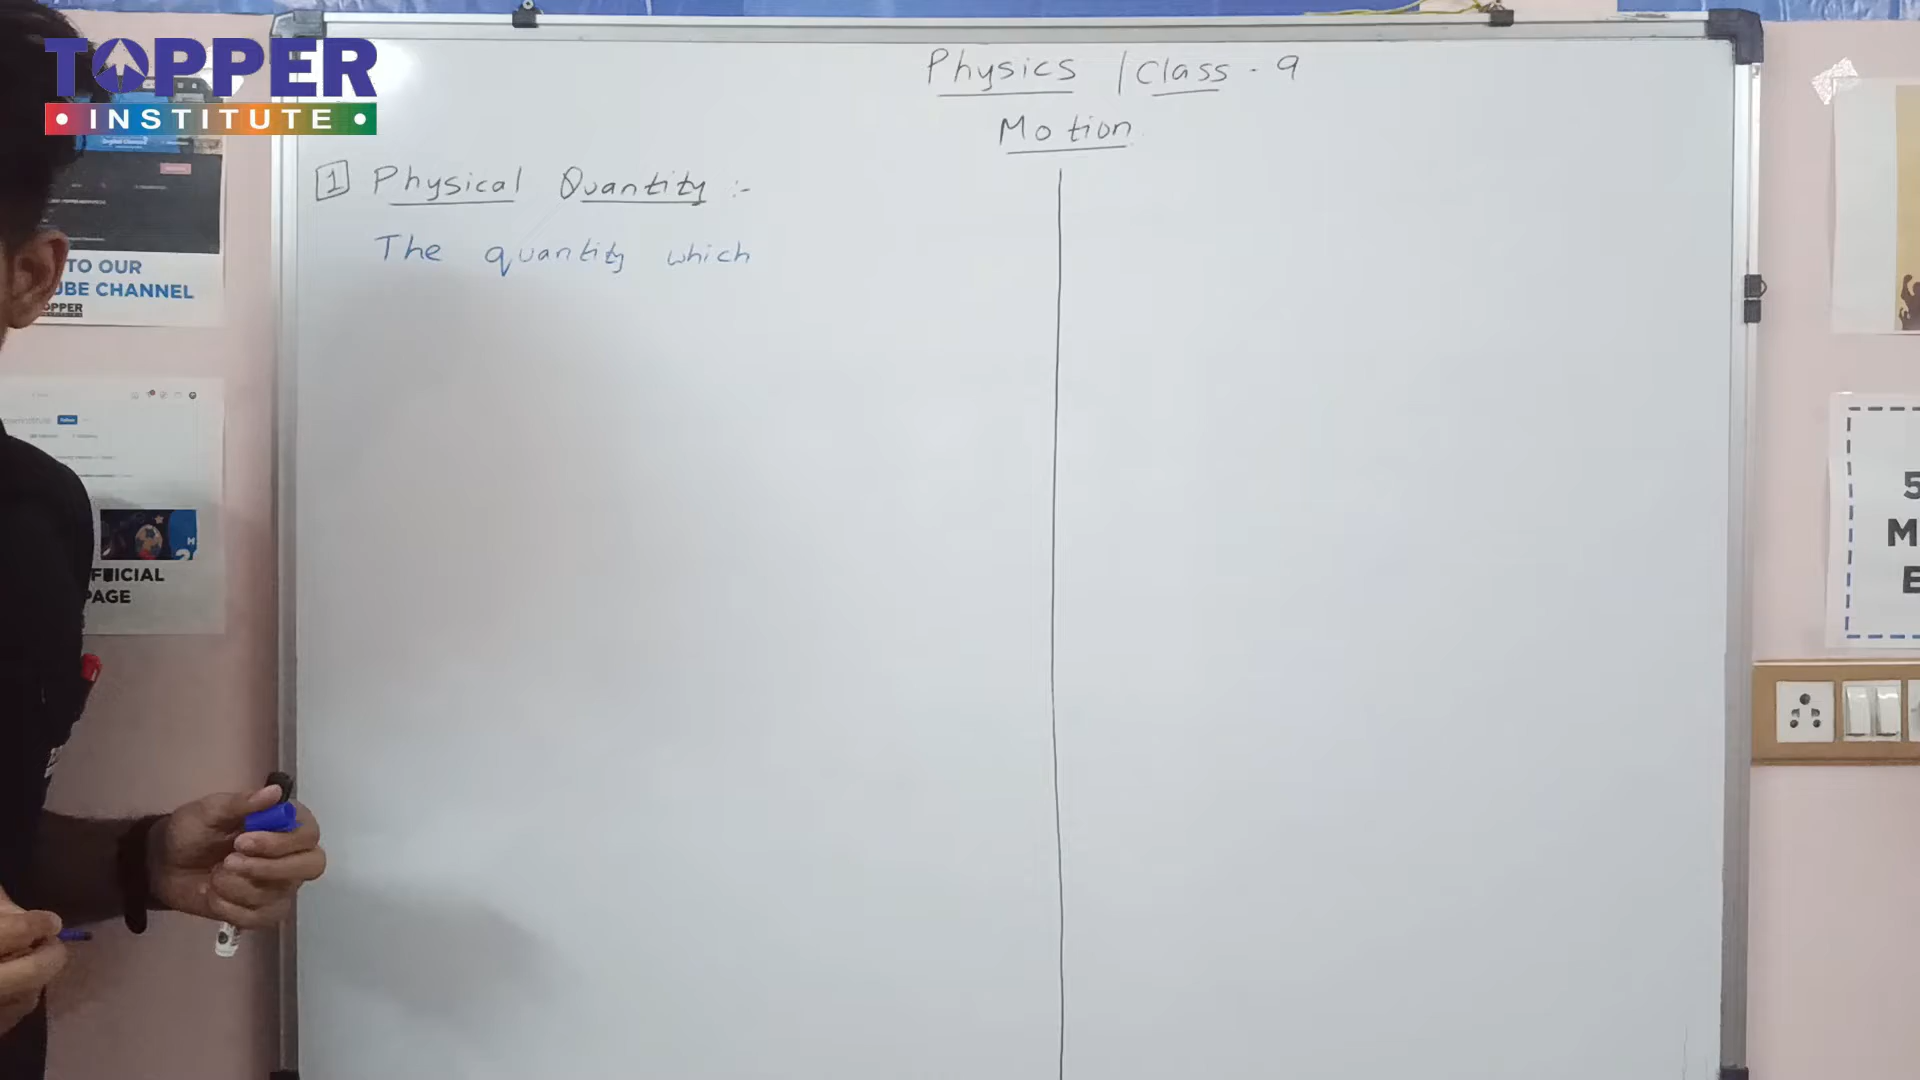 TOPPER
INSTITUTE
Physics / Class - 9
Motion
1 Physical Quantity :-
The quantity which
TO OUR
UBE CHANNEL
OPPER
FFICIAL
PAGE
5
M
E